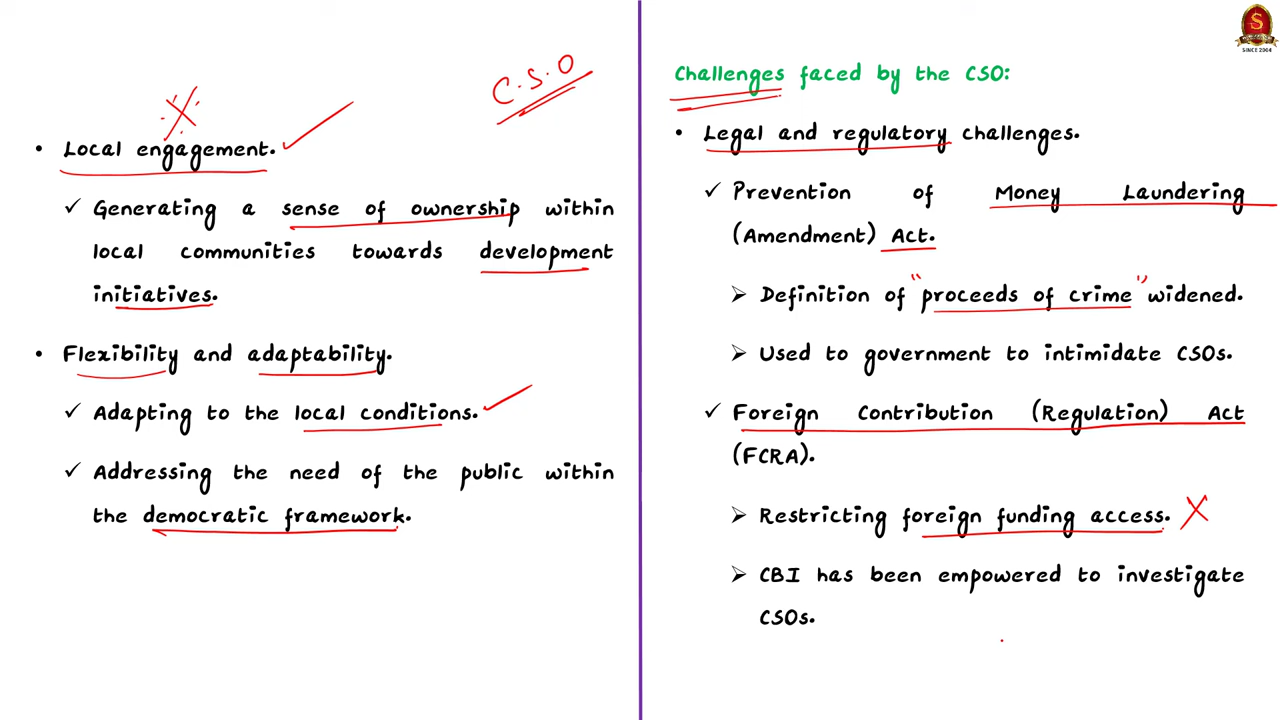 C.S.O
• Local engagement.
✓ Generating a sense of ownership within
local communities towards development
initiatives.
• Flexibility and adaptability.
✓ Adapting to the local conditions.
✓ Addressing the need of the public within
the democratic framework.
S
SINCE 2004
Challenges faced by the CSO:
• Legal and regulatory challenges.
✓ Prevention of Money Laundering
(Amendment) Act.
➤ Definition of "proceeds of crime" widened.
➤ Used to government to intimidate CSOs.
✓ Foreign Contribution (Regulation) Act
(FCRA).
➤ Restricting foreign funding access.
➤ CBI has been empowered to investigate
CSOs.